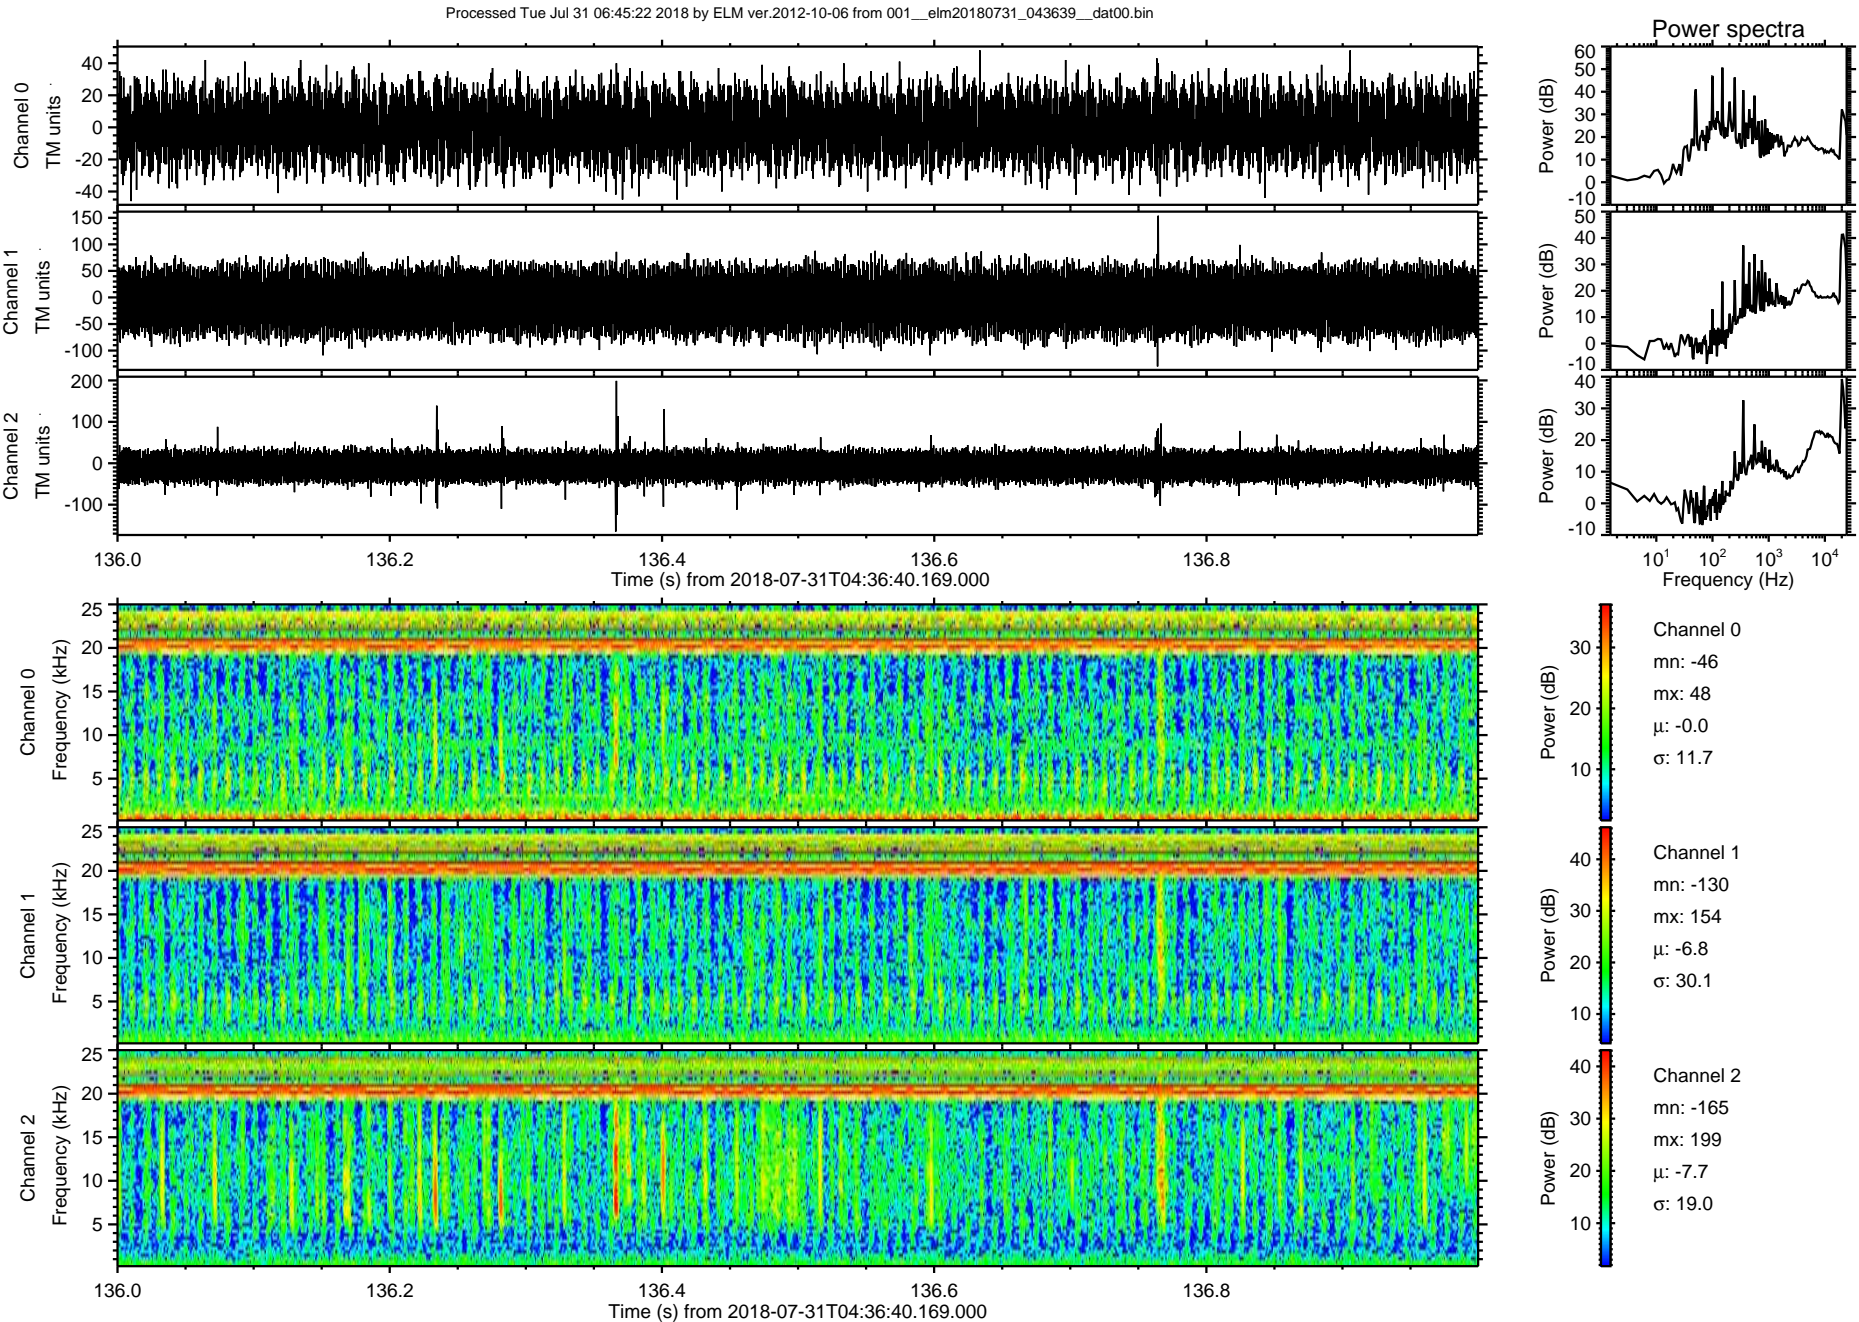 Processed Tue Jul 31 06:45:22 2018 by ELM ver.2012-10-06 from 001__elm20180731_043639__dat00.bin
Power spectra
Channel 0
TM units
40
20
0
-20
-40
Power (dB)
60
50
40
30
20
10
0
-10
Channel 1
TM units
150
100
50
0
-50
-100
Power (dB)
50
40
30
20
10
0
-10
Channel 2
TM units
200
100
0
-100
Power (dB)
40
30
20
10
0
-10
136.0 136.2 136.4 136.6 136.8
Time (s) from 2018-07-31T04:36:40.169.000
10¹ 10² 10³ 10⁴
Frequency (Hz)
Channel 0
Frequency (kHz)
25
20
15
10
5
Power (dB)
30
20
10
Channel 0
mn: -46
mx: 48
µ: -0.0
σ: 11.7
Channel 1
Frequency (kHz)
25
20
15
10
5
Power (dB)
40
30
20
10
Channel 1
mn: -130
mx: 154
µ: -6.8
σ: 30.1
Channel 2
Frequency (kHz)
25
20
15
10
5
Power (dB)
40
30
20
10
Channel 2
mn: -165
mx: 199
µ: -7.7
σ: 19.0
136.0 136.2 136.4 136.6 136.8
Time (s) from 2018-07-31T04:36:40.169.000